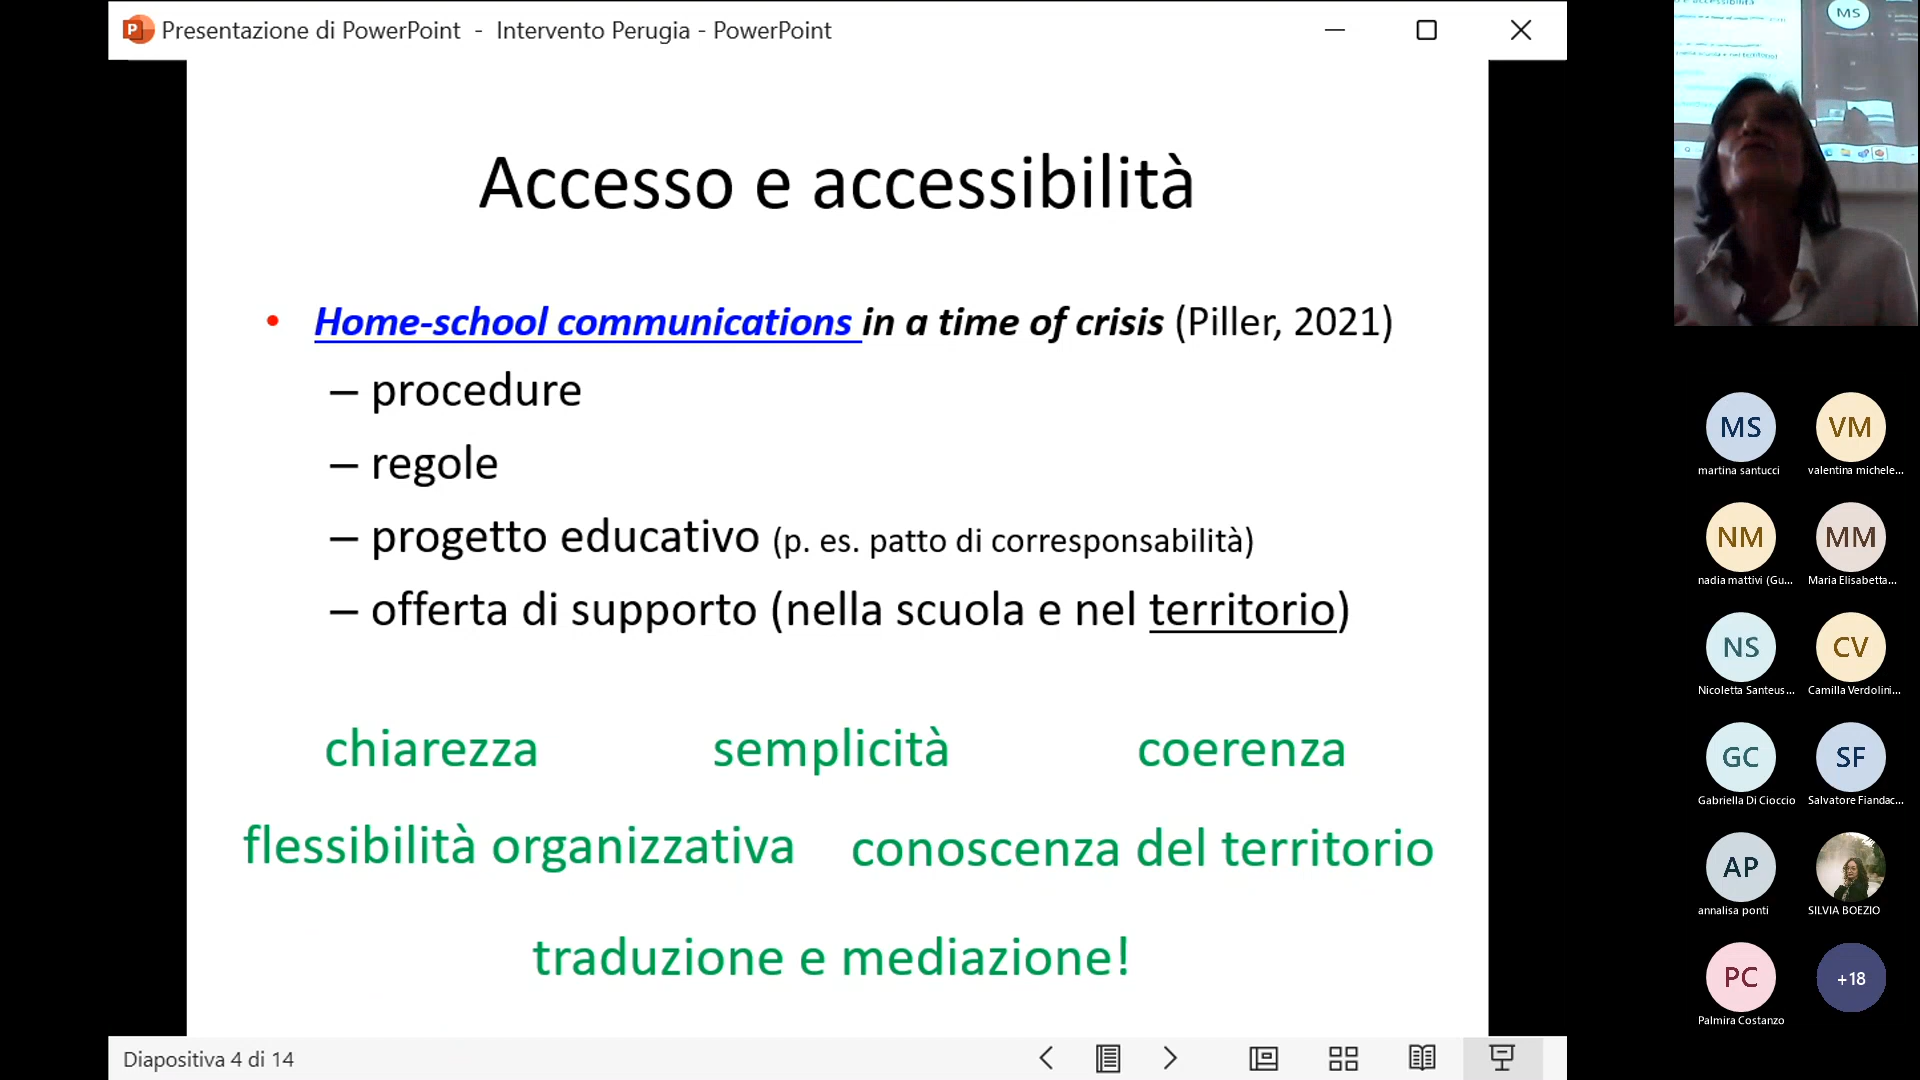 Presentazione di PowerPoint - Intervento Perugia - PowerPoint
Accesso e accessibilità
• Home-school communications in a time of crisis (Piller, 2021)
– procedure
– regole
– progetto educativo (p. es. patto di corresponsabilità)
– offerta di supporto (nella scuola e nel territorio)
chiarezza semplicità coerenza
flessibilità organizzativa conoscenza del territorio
traduzione e mediazione!
Diapositiva 4 di 14
MS
MS VM
martina santucci valentina michele...
NM MM
nadia mattivi (Gu... Maria Elisabetta...
NS CV
Nicoletta Santeus... Camilla Verdolini...
GC SF
Gabriella Di Cioccio Salvatore Fiandac...
AP
annalisa ponti SILVIA BOEZIO
PC +18
Palmira Costanzo